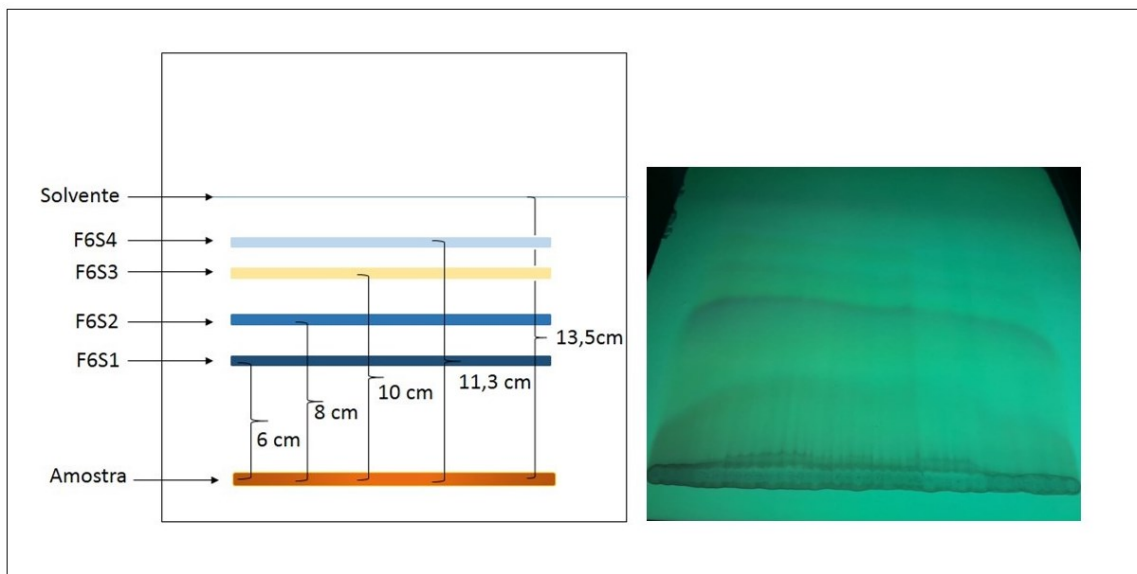 Solvente
F6S4
F6S3
F6S2
F6S1
Amostra
6 cm
8 cm
10 cm
11,3 cm
13,5cm